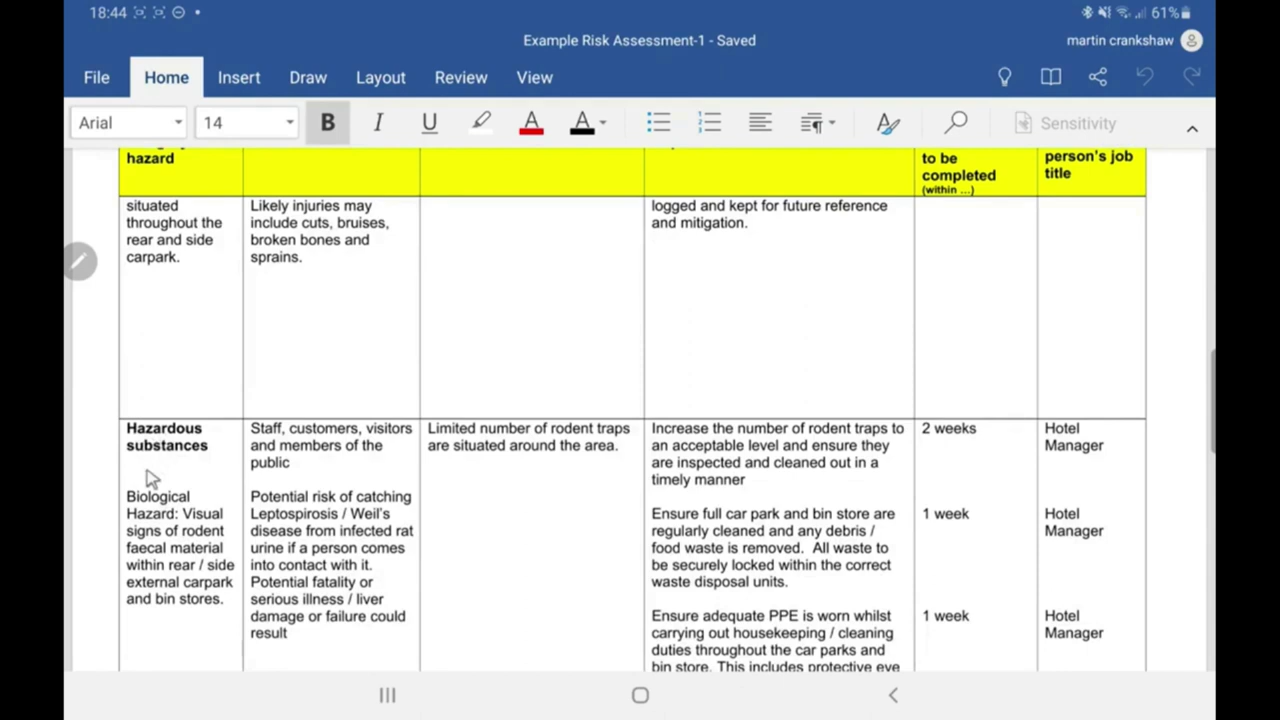 18:44
61%
Example Risk Assessment-1 - Saved
martin crankshaw
File
Home
Insert
Draw
Layout
Review
View
Arial
14
B
I
U
A
A
Sensitivity
hazard
to be
completed
(within ...)
person's job
title
situated
throughout the
rear and side
carpark.
Likely injuries may
include cuts, bruises,
broken bones and
sprains.
logged and kept for future reference
and mitigation.
Hazardous
substances
Biological
Hazard: Visual
signs of rodent
faecal material
within rear / side
external carpark
and bin stores.
Staff, customers, visitors
and members of the
public
Potential risk of catching
Leptospirosis / Weil's
disease from infected rat
urine if a person comes
into contact with it.
Potential fatality or
serious illness / liver
damage or failure could
result
Limited number of rodent traps
are situated around the area.
Increase the number of rodent traps to
an acceptable level and ensure they
are inspected and cleaned out in a
timely manner
Ensure full car park and bin store are
regularly cleaned and any debris /
food waste is removed.  All waste to
be securely locked within the correct
waste disposal units.
Ensure adequate PPE is worn whilst
carrying out housekeeping / cleaning
duties throughout the car parks and
bin store. This includes protective eye
2 weeks
1 week
1 week
Hotel
Manager
Hotel
Manager
Hotel
Manager